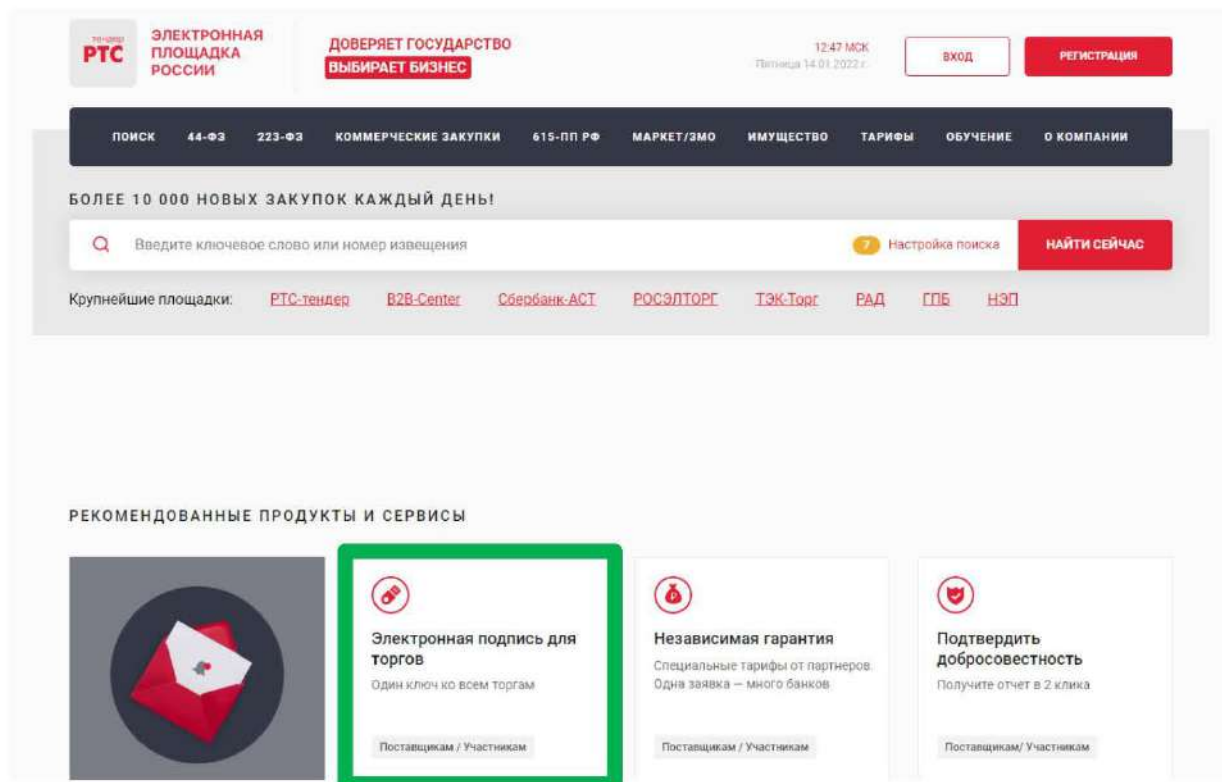 тендер
РТС
ЭЛЕКТРОННАЯ
ПЛОЩАДКА
РОССИИ
ДОВЕРЯЕТ ГОСУДАРСТВО
ВЫБИРАЕТ БИЗНЕС
12:47 МСК
Пятница 14.01.2022 г.
ВХОД
РЕГИСТРАЦИЯ
ПОИСК 44-ФЗ 223-ФЗ КОММЕРЧЕСКИЕ ЗАКУПКИ 615-ПП РФ МАРКЕТ/ЗМО ИМУЩЕСТВО ТАРИФЫ ОБУЧЕНИЕ О КОМПАНИИ
БОЛЕЕ 10 000 НОВЫХ ЗАКУПОК КАЖДЫЙ ДЕНЬ!
Введите ключевое слово или номер извещения 7 Настройка поиска НАЙТИ СЕЙЧАС
Крупнейшие площадки: РТС-тендер B2B-Center Сбербанк-АСТ РОСЭЛТОРГ ТЭК-Торг РАД ГПБ НЭП
РЕКОМЕНДОВАННЫЕ ПРОДУКТЫ И СЕРВИСЫ
Электронная подпись для
торгов
Один ключ ко всем торгам
Поставщикам / Участникам
Независимая гарантия
Специальные тарифы от партнеров.
Одна заявка — много банков
Поставщикам / Участникам
Подтвердить
добросовестность
Получите отчет в 2 клика
Поставщикам/ Участникам